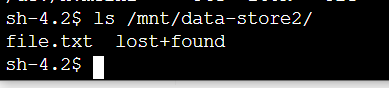 sh-4.2$ ls /mnt/data-store2/
file.txt  lost+found
sh-4.2$